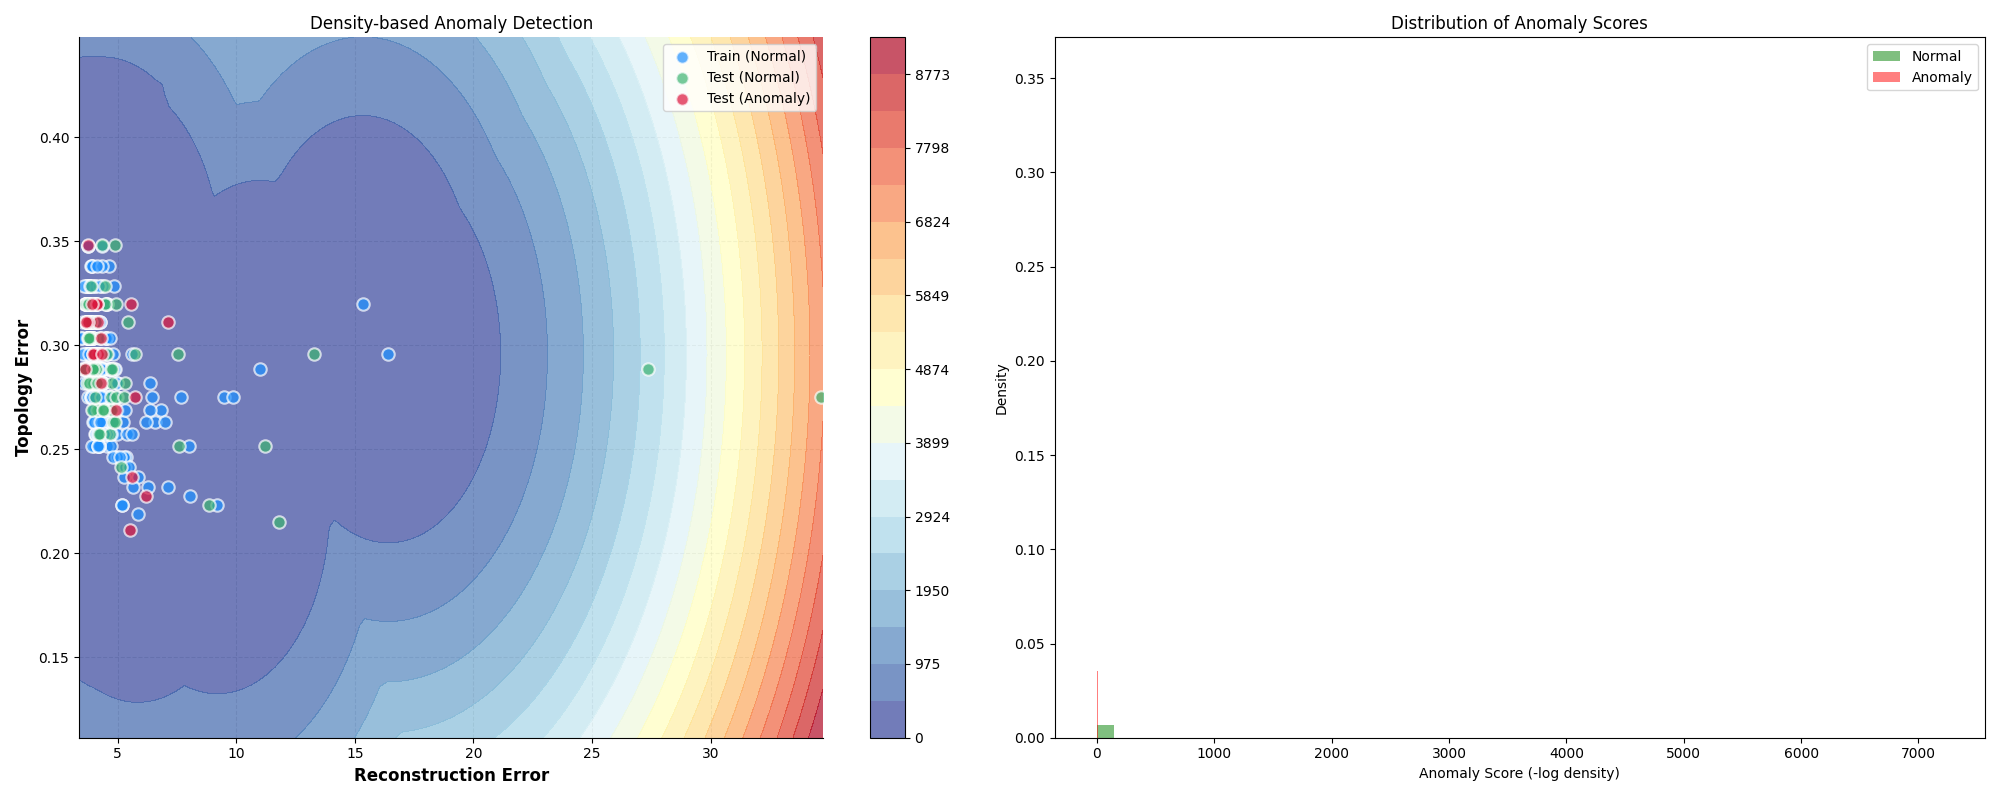 Density-based Anomaly Detection
Train (Normal)
Test (Normal)
Test (Anomaly)
Topology Error
0.40
0.35
0.30
0.25
0.20
0.15
5 10 15 20 25 30
Reconstruction Error
8773
7798
6824
5849
4874
3899
2924
1950
975
0
Distribution of Anomaly Scores
Normal
Anomaly
Density
0.35
0.30
0.25
0.20
0.15
0.10
0.05
0.00
0 1000 2000 3000 4000 5000 6000 7000
Anomaly Score (-log density)